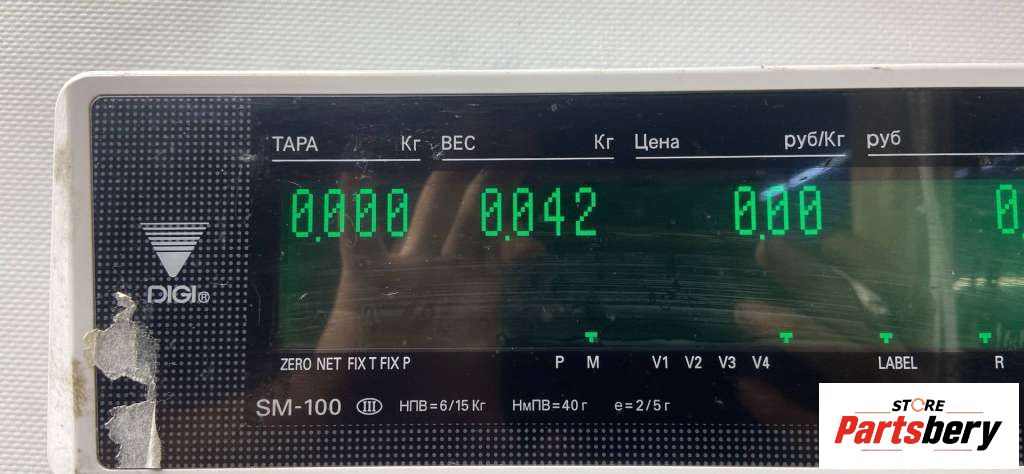 ТАРА Кг ВЕС Кг Цена руб/Кг руб
0.000 0.042 0.00 0.
DIGI®
ZERO NET FIX T FIX P P M V1 V2 V3 V4 LABEL R
SM-100 III НПВ=6/15 Кг НмПВ=40 г e=2/5 г
STORE
Partsbery